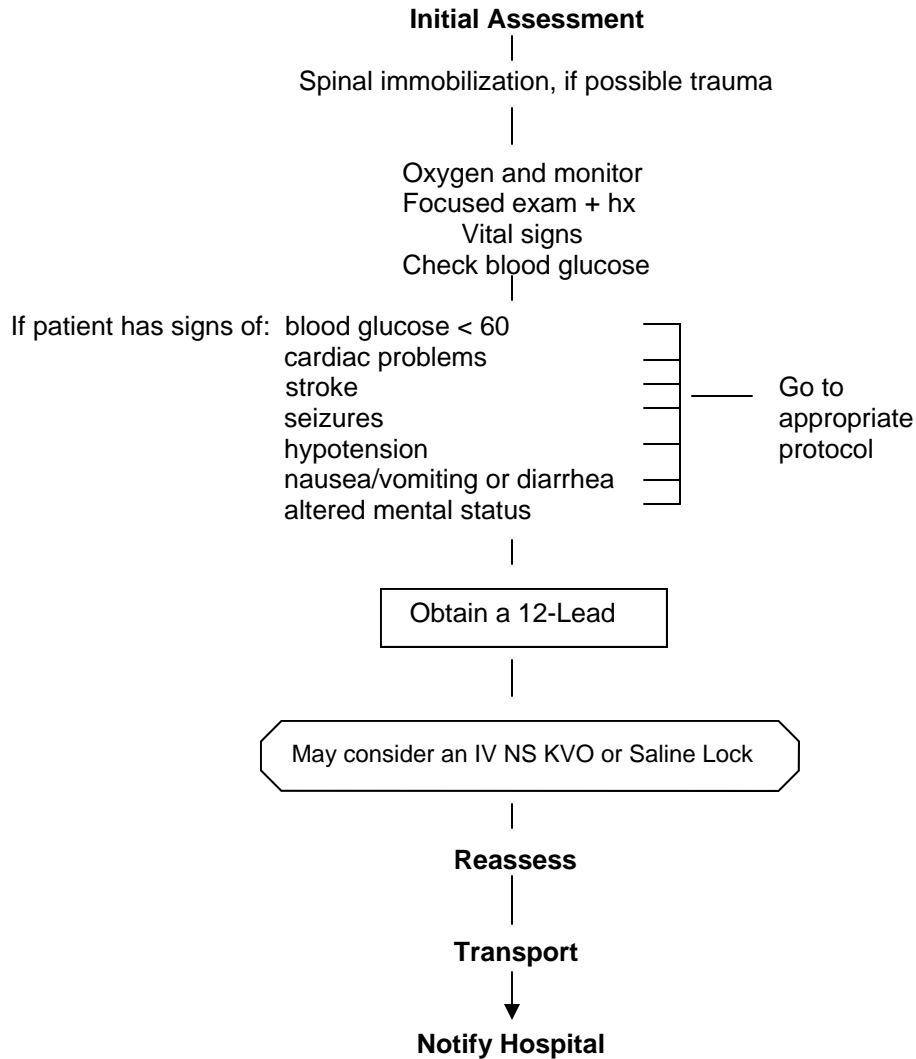 Initial Assessment
Spinal immobilization, if possible trauma
Oxygen and monitor
Focused exam + hx
Vital signs
Check blood glucose
If patient has signs of: blood glucose < 60
cardiac problems
stroke
seizures
hypotension
nausea/vomiting or diarrhea
altered mental status
Go to
appropriate
protocol
Obtain a 12-Lead
May consider an IV NS KVO or Saline Lock
Reassess
Transport
Notify Hospital